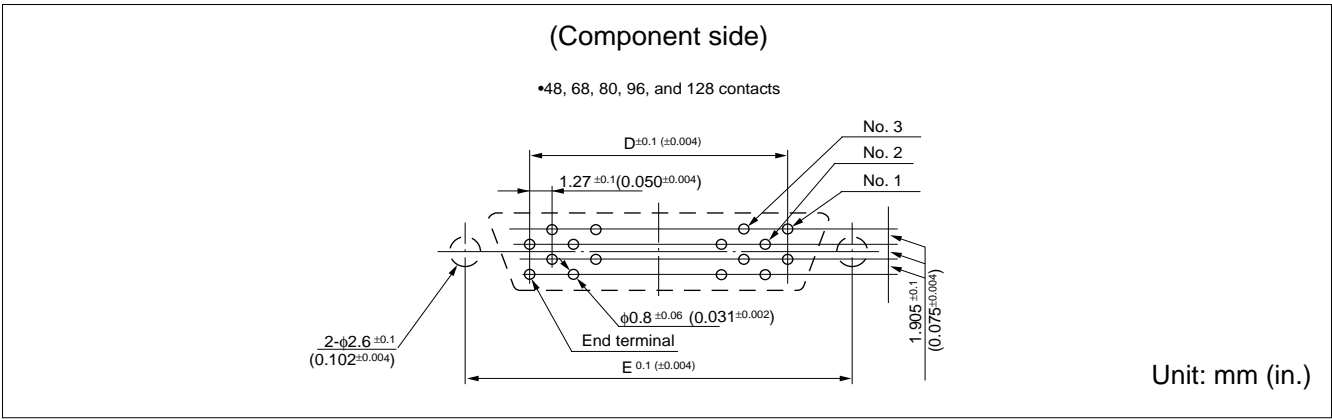 (Component side)
•48, 68, 80, 96, and 128 contacts
No. 3
D±0.1 (±0.004)
No. 2
1.27 ±0.1(0.050±0.004)
No. 1
1.905 ±0.1
(0.075±0.004)
ϕ0.8 ±0.06 (0.031±0.002)
2-ϕ2.6 ±0.1
(0.102±0.004)
End terminal
E 0.1 (±0.004)
Unit: mm (in.)